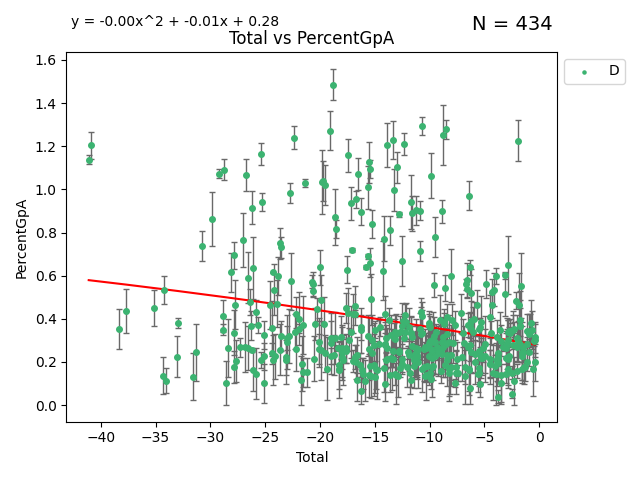 y = -0.00x^2 + -0.01x + 0.28
N = 434
Total vs PercentGpA
D
PercentGpA
1.6
1.4
1.2
1.0
0.8
0.6
0.4
0.2
0.0
−40 −35 −30 −25 −20 −15 −10 −5 0
Total